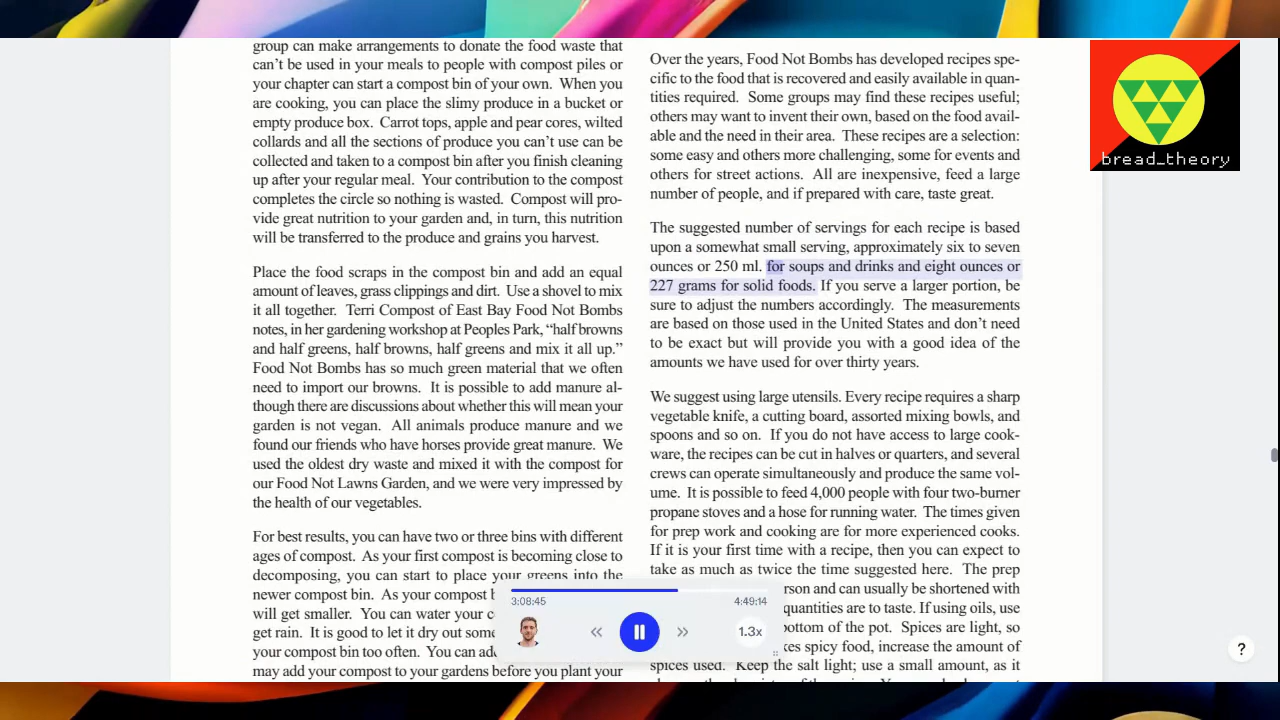 group can make arrangements to donate the food waste that
can't be used in your meals to people with compost piles or
your chapter can start a compost bin of your own. When you
are cooking, you can place the slimy produce in a bucket or
empty produce box. Carrot tops, apple and pear cores, wilted
collards and all the sections of produce you can't use can be
collected and taken to a compost bin after you finish cleaning
up after your regular meal. Your contribution to the compost
completes the circle so nothing is wasted. Compost will pro-
vide great nutrition to your garden and, in turn, this nutrition
will be transferred to the produce and grains you harvest.
Place the food scraps in the compost bin and add an equal
amount of leaves, grass clippings and dirt. Use a shovel to mix
it all together. Terri Compost of East Bay Food Not Bombs
notes, in her gardening workshop at Peoples Park, “half browns
and half greens, half browns, half greens and mix it all up.”
Food Not Bombs has so much green material that we often
need to import our browns. It is possible to add manure al-
though there are discussions about whether this will mean your
garden is not vegan. All animals produce manure and we
found our friends who have horses provide great manure. We
used the oldest dry waste and mixed it with the compost for
our Food Not Lawns Garden, and we were very impressed by
the health of our vegetables.
For best results, you can have two or three bins with different
ages of compost. As your first compost is becoming close to
decomposing, you can start to place your greens into the
newer compost bin. As your compost
will get smaller. You can water your
get rain. It is good to let it dry out
your compost bin too often. You can
may add your compost to your gardens before you plant your
Over the years, Food Not Bombs has developed recipes spe-
cific to the food that is recovered and easily available in quan-
tities required. Some groups may find these recipes useful;
others may want to invent their own, based on the food avail-
able and the need in their area. These recipes are a selection:
some easy and others more challenging, some for events and
others for street actions. All are inexpensive, feed a large
number of people, and if prepared with care, taste great.
The suggested number of servings for each recipe is based
upon a somewhat small serving, approximately six to seven
ounces or 250 ml. for soups and drinks and eight ounces or
227 grams for solid foods. If you serve a larger portion, be
sure to adjust the numbers accordingly. The measurements
are based on those used in the United States and don't need
to be exact but will provide you with a good idea of the
amounts we have used for over thirty years.
We suggest using large utensils. Every recipe requires a sharp
vegetable knife, a cutting board, assorted mixing bowls, and
spoons and so on. If you do not have access to large cook-
ware, the recipes can be cut in halves or quarters, and several
crews can operate simultaneously and produce the same vol-
ume. It is possible to feed 4,000 people with four two-burner
propane stoves and a hose for running water. The times given
for prep work and cooking are for more experienced cooks.
If it is your first time with a recipe, then you can expect to
take as much as twice the time suggested here. The prep
and can usually be shortened with
quantities are to taste. If using oils, use
of the pot. Spices are light, so
spicy food, increase the amount of
spices used. Keep the salt light; use a small amount, as it
bread_theory
3:08:45
4:49:14
1.3x
?